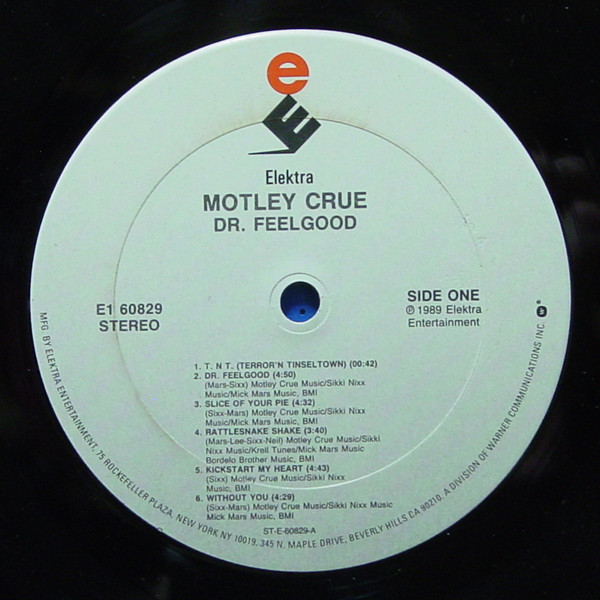 e
E
Elektra
MOTLEY CRUE
DR. FEELGOOD
E1 60829
STEREO
SIDE ONE
℗ 1989 Elektra
Entertainment
1. T. N T. (TERROR'N TINSELTOWN) (00:42)
2. DR. FEELGOOD (4:50)
(Mars-Sixx) Motley Crue Music/Sikki Nixx
Music/Mick Mars Music, BMI
3. SLICE OF YOUR PIE (4:32)
(Sixx-Mars) Motley Crue Music/Sikki Nixx
Music/Mick Mars Music, BMI
4. RATTLESNAKE SHAKE (3:40)
(Mars-Lee-Sixx-Neil) Motley Crue Music/Sikki
Nixx Music/Krell Tunes/Mick Mars Music
Bordelo Brother Music, BMI
5. KICKSTART MY HEART (4:43)
(Sixx) Motley Crue Music/Sikki Nixx
Music, BMI
6. WITHOUT YOU (4:29)
(Sixx-Mars) Motley Crue Music/Sikki Nixx Music
Mick Mars Music, BMI
ST-E-60829-A
MFG. BY ELEKTRA ENTERTAINMENT, 75 ROCKEFELLER PLAZA, NEW YORK NY 10019, 345 N. MAPLE DRIVE, BEVERLY HILLS CA 90210. A DIVISION OF WARNER COMMUNICATIONS INC.